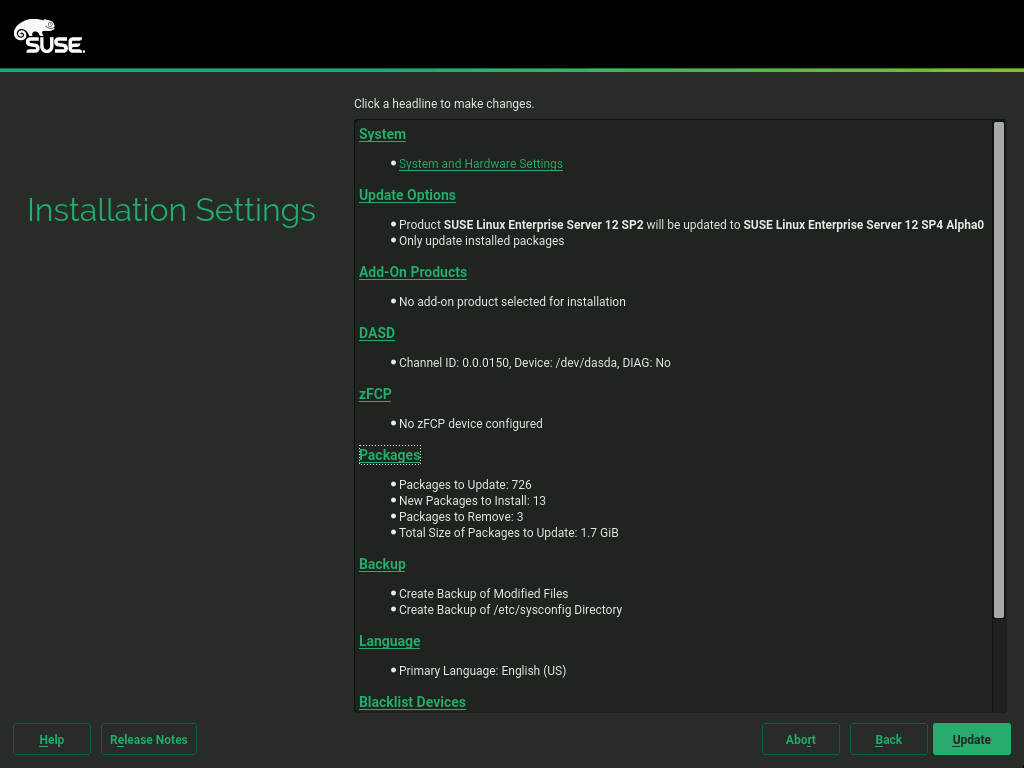 SUSE.
Click a headline to make changes.
Installation Settings
System
System and Hardware Settings
Update Options
Product SUSE Linux Enterprise Server 12 SP2 will be updated to SUSE Linux Enterprise Server 12 SP4 Alpha0
Only update installed packages
Add-On Products
No add-on product selected for installation
DASD
Channel ID: 0.0.0150, Device: /dev/dasda, DIAG: No
zFCP
No zFCP device configured
Packages
Packages to Update: 726
New Packages to Install: 13
Packages to Remove: 3
Total Size of Packages to Update: 1.7 GiB
Backup
Create Backup of Modified Files
Create Backup of /etc/sysconfig Directory
Language
Primary Language: English (US)
Blacklist Devices
Help
Release Notes
Abort
Back
Update